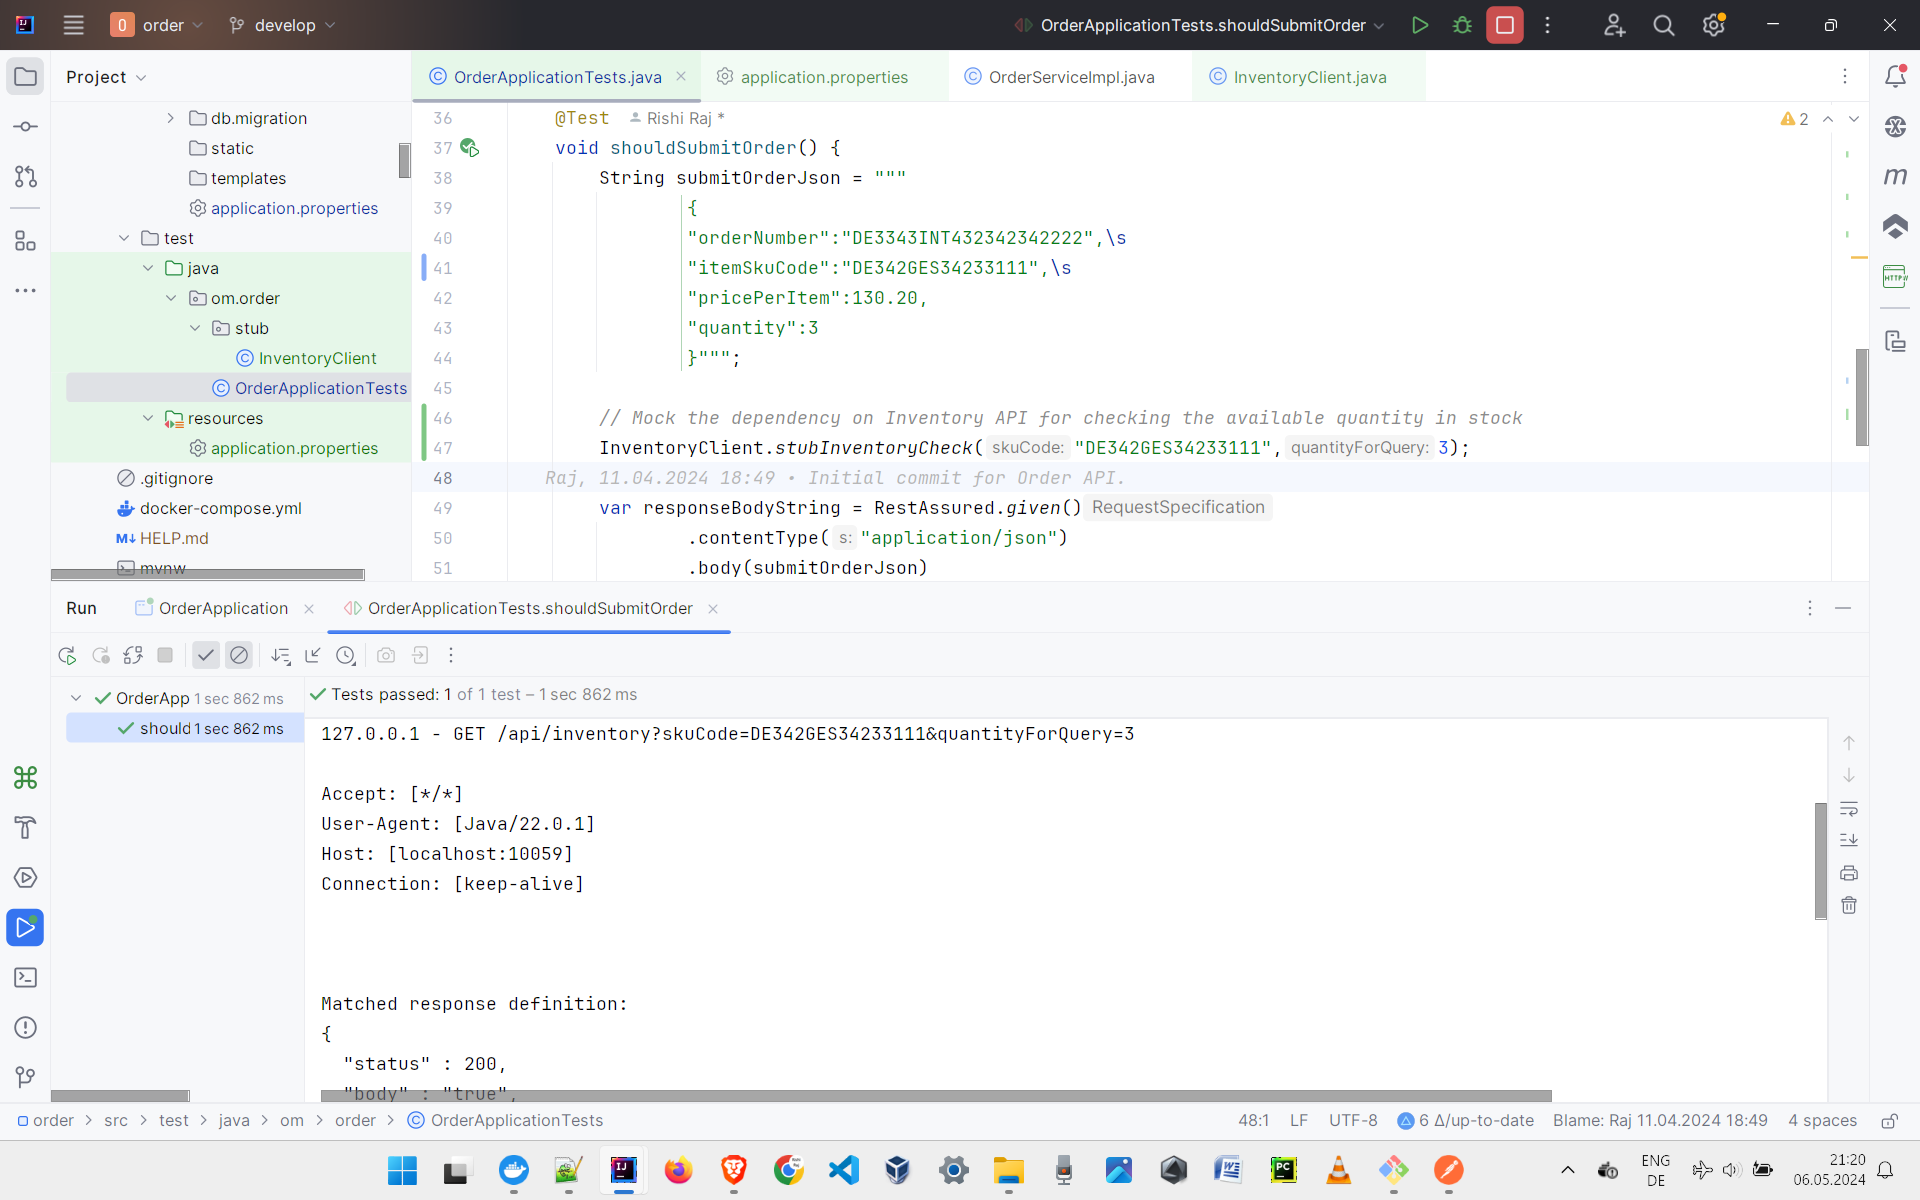 order
develop
OrderApplicationTests.shouldSubmitOrder
Project
OrderApplicationTests.java
application.properties
OrderServiceImpl.java
InventoryClient.java
db.migration
static
templates
application.properties
test
java
om.order
stub
InventoryClient
OrderApplicationTests
resources
application.properties
.gitignore
docker-compose.yml
HELP.md
mvnw
36 @Test Rishi Raj *
2
37 void shouldSubmitOrder() {
38 String submitOrderJson = """
39 {
40 "orderNumber":"DE3343INT432342342222",\s
41 "itemSkuCode":"DE342GES34233111",\s
42 "pricePerItem":130.20,
43 "quantity":3
44 }""";
45
46 // Mock the dependency on Inventory API for checking the available quantity in stock
47 InventoryClient.stubInventoryCheck( skuCode: "DE342GES34233111", quantityForQuery: 3);
48 Raj, 11.04.2024 18:49 • Initial commit for Order API.
49 var responseBodyString = RestAssured.given() RequestSpecification
50 .contentType( s: "application/json")
51 .body(submitOrderJson)
Run
OrderApplication
OrderApplicationTests.shouldSubmitOrder
OrderApp 1 sec 862 ms
should 1 sec 862 ms
Tests passed: 1 of 1 test – 1 sec 862 ms
127.0.0.1 - GET /api/inventory?skuCode=DE342GES34233111&quantityForQuery=3
Accept: [*/*]
User-Agent: [Java/22.0.1]
Host: [localhost:10059]
Connection: [keep-alive]
Matched response definition:
{
"status" : 200,
"body" : "true",
order > src > test > java > om > order > OrderApplicationTests
48:1 LF UTF-8 6 Δ/up-to-date Blame: Raj 11.04.2024 18:49 4 spaces
ENG
DE
21:20
06.05.2024